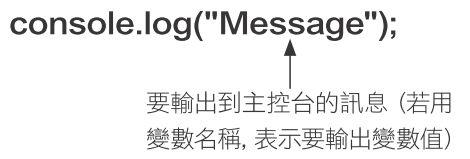 console.log("Message");
要輸出到主控台的訊息（若用
變數名稱，表示要輸出變數值）